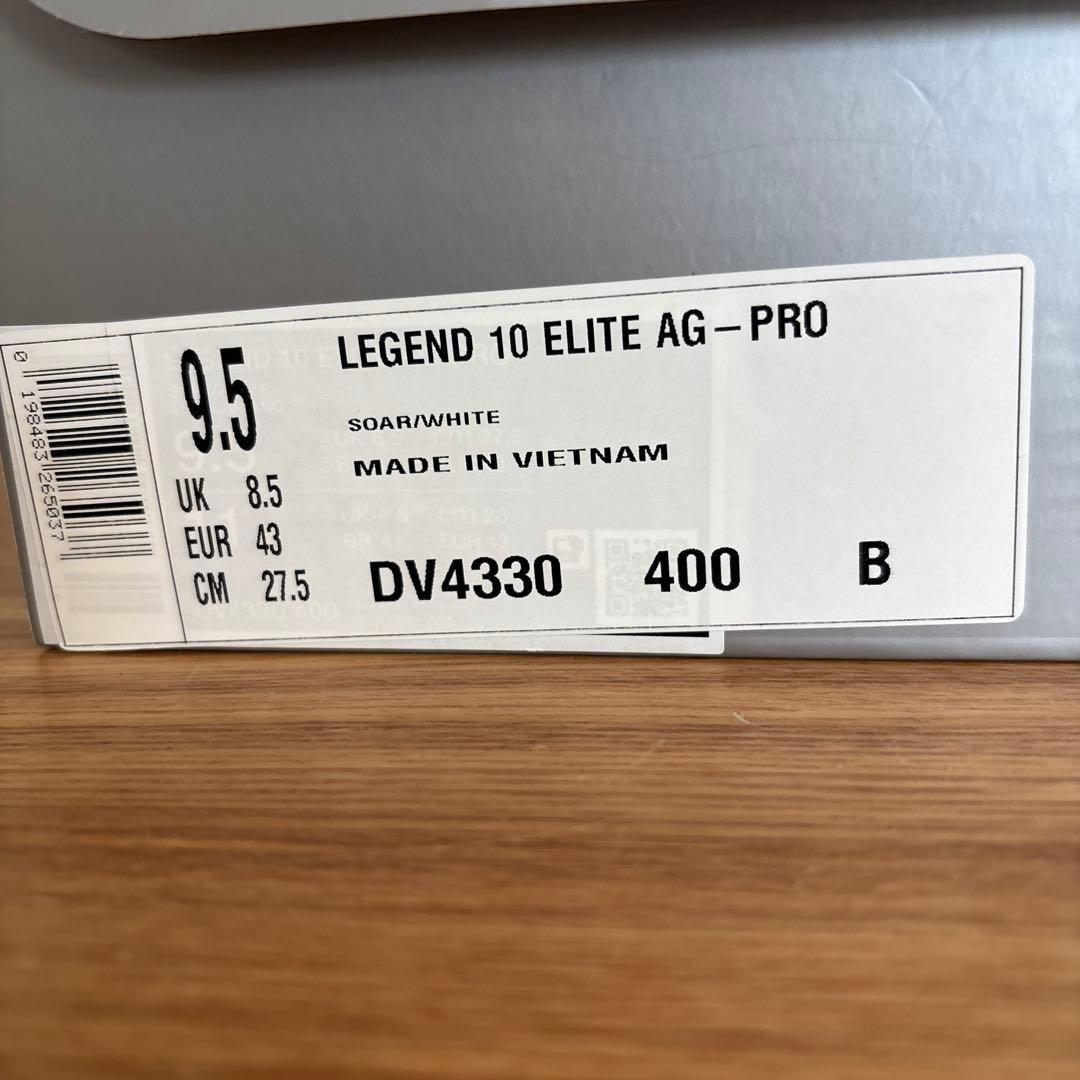 0 198483 265037
9.5
UK 8.5
EUR 43
CM 27.5
LEGEND 10 ELITE AG-PRO
SOAR/WHITE
MADE IN VIETNAM
DV4330 400 B